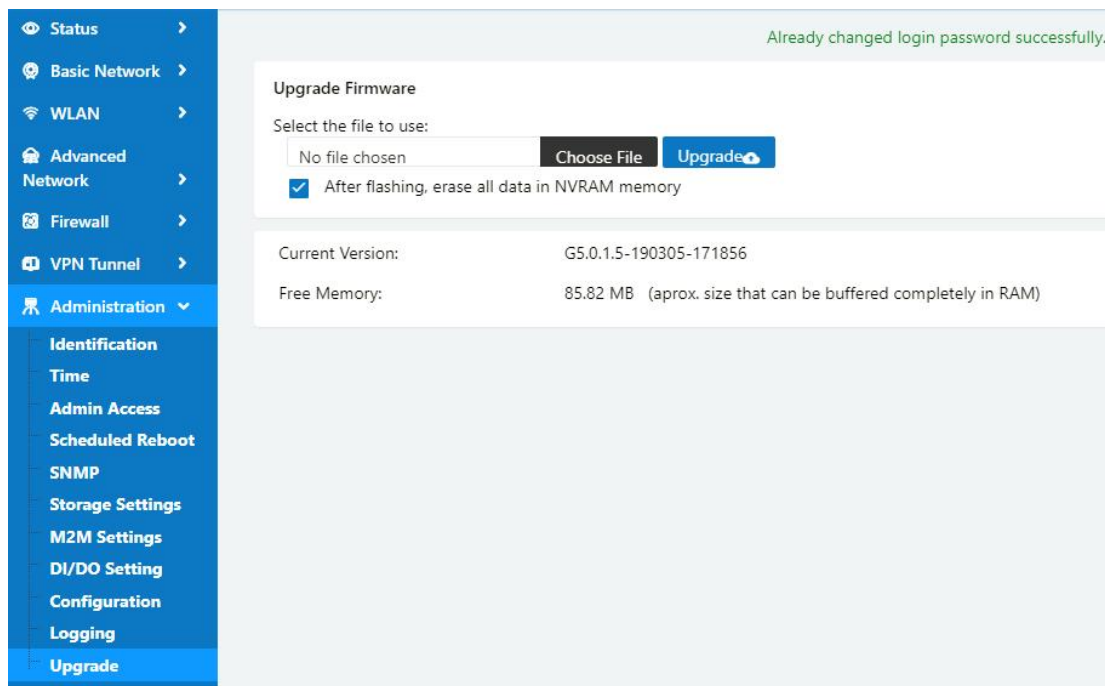 Status
Basic Network
WLAN
Advanced
Network
Firewall
VPN Tunnel
Administration
Identification
Time
Admin Access
Scheduled Reboot
SNMP
Storage Settings
M2M Settings
DI/DO Setting
Configuration
Logging
Upgrade
Already changed login password successfully.
Upgrade Firmware
Select the file to use:
No file chosen Choose File Upgrade
After flashing, erase all data in NVRAM memory
Current Version: G5.0.1.5-190305-171856
Free Memory: 85.82 MB (aprox. size that can be buffered completely in RAM)